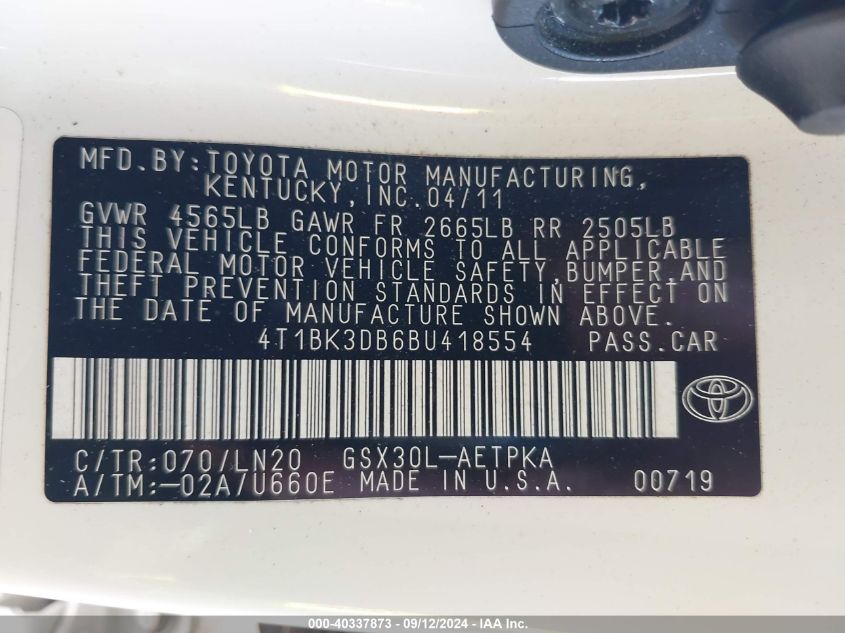 MFD.BY:TOYOTA MOTOR MANUFACTURING,
KENTUCKY,INC.04/11
GVWR 4565LB GAWR FR 2665LB RR 2505LB
THIS VEHICLE CONFORMS TO ALL APPLICABLE
FEDERAL MOTOR VEHICLE SAFETY,BUMPER,AND
THEFT PREVENTION STANDARDS IN EFFECT ON
THE DATE OF MANUFACTURE SHOWN ABOVE.
4T1BK3DB6BU418554 PASS.CAR
C/TR:070/LN20 GSX30L-AETPKA
A/TM:-02A/U660E MADE IN U.S.A. 00719
© COPYRIGHT - 40337873 - 09/12/2024 - IAA Inc.